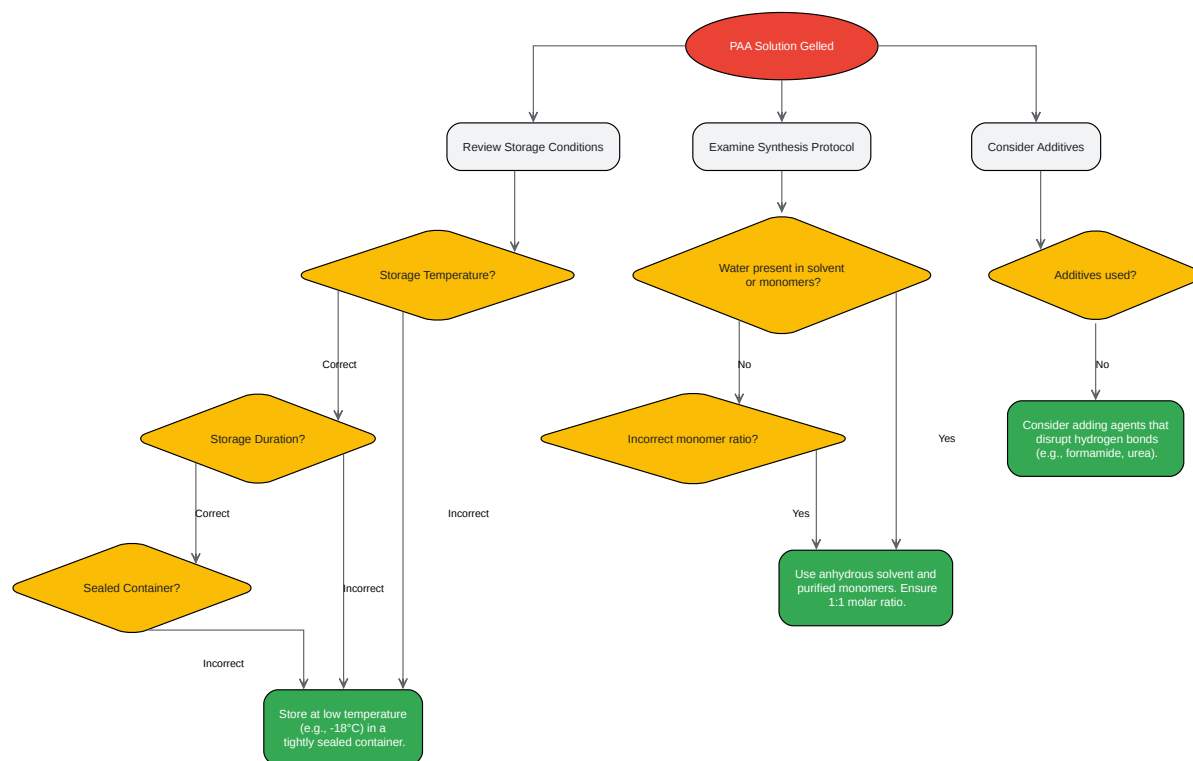 PAA Solution Gelled
Review Storage Conditions
Examine Synthesis Protocol
Consider Additives
Storage Temperature?
Water present in solvent
or monomers?
Additives used?
Correct
No
No
Storage Duration?
Incorrect monomer ratio?
Yes
Consider adding agents that
disrupt hydrogen bonds
(e.g., formamide, urea).
Correct
Incorrect
Yes
Sealed Container?
Incorrect
Use anhydrous solvent and
purified monomers. Ensure
1:1 molar ratio.
Incorrect
Store at low temperature
(e.g., -18°C) in a
tightly sealed container.